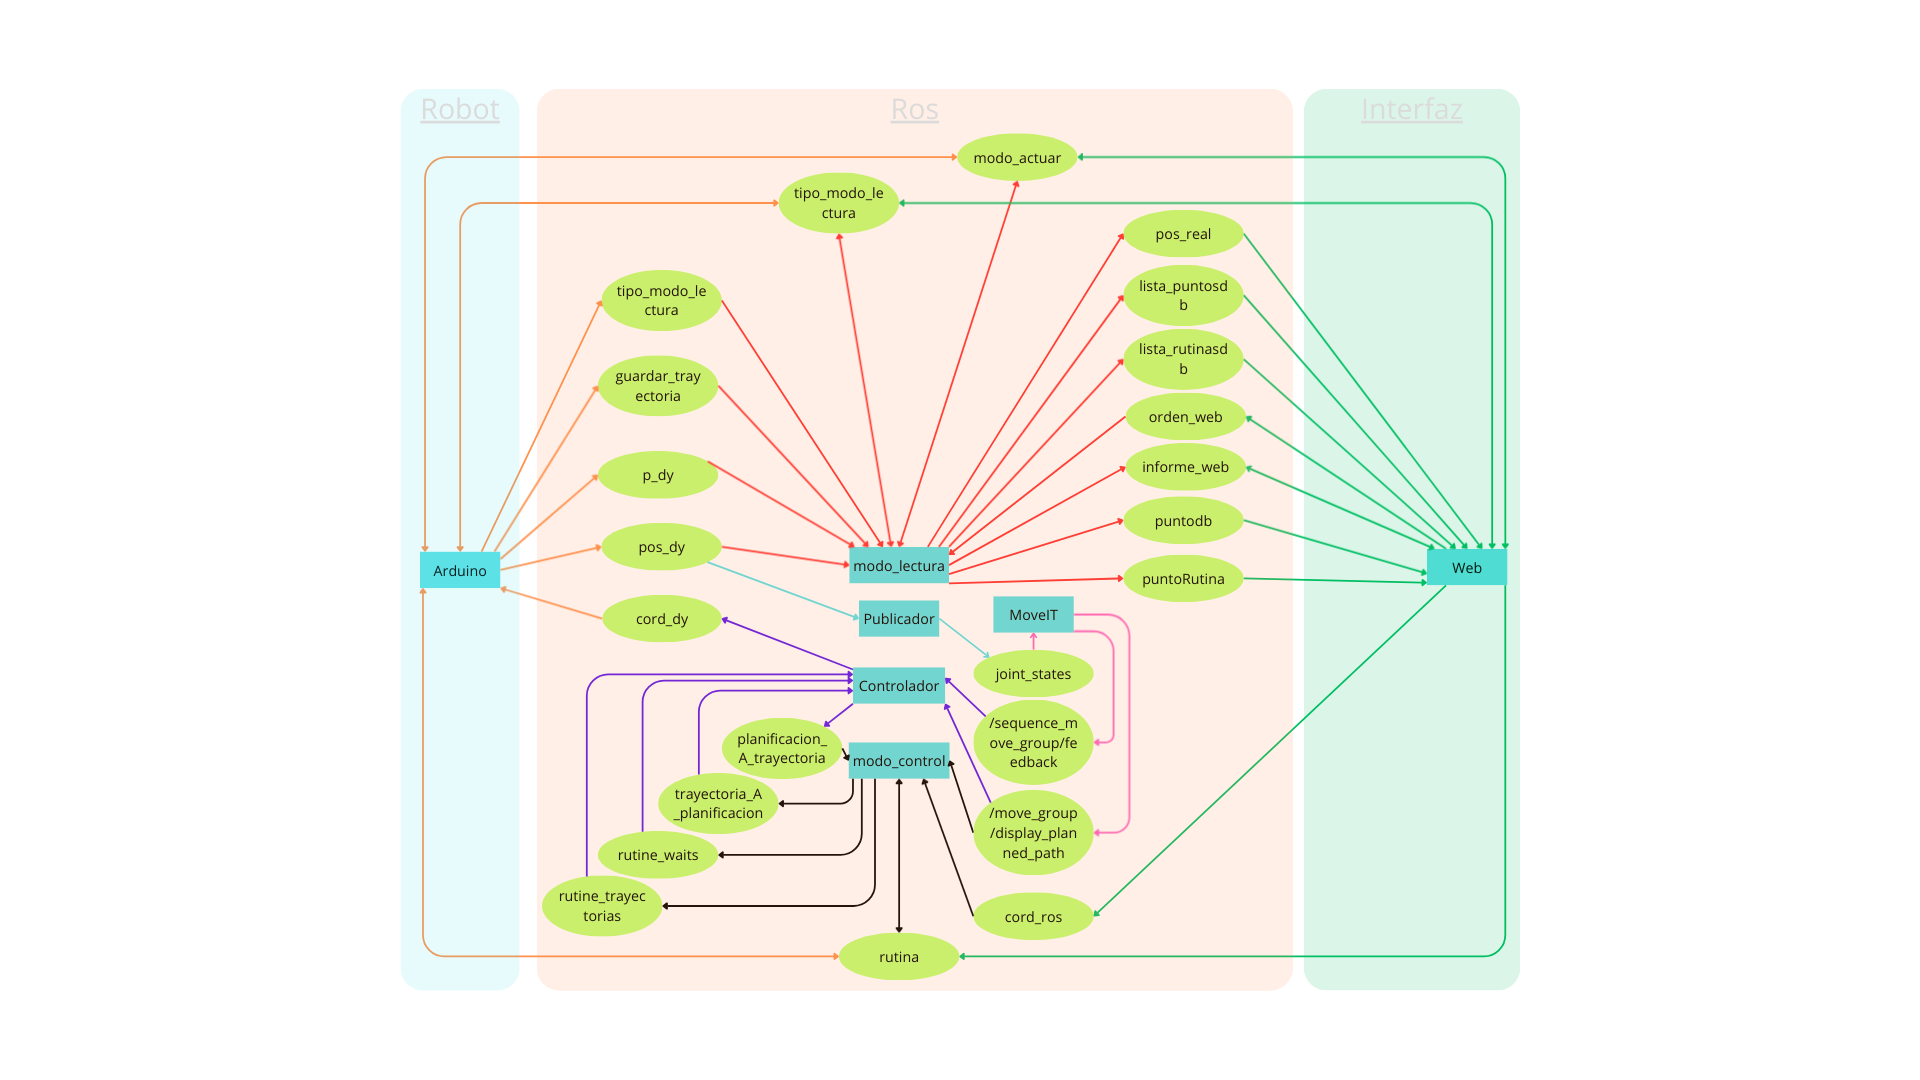 Robot
Ros
Interfaz
modo_actuar
tipo_modo_le
ctura
pos_real
tipo_modo_le
ctura
lista_puntosd
b
lista_rutinasd
b
guardar_tray
ectoria
orden_web
informe_web
p_dy
puntodb
pos_dy
modo_lectura
Arduino
Web
puntoRutina
cord_dy
Publicador
MoveIT
joint_states
Controlador
/sequence_m
ove_group/fe
edback
planificacion_
A_trayectoria
modo_control
trayectoria_A
_planificacion
/move_group
/display_plan
ned_path
rutine_waits
rutine_trayec
torias
cord_ros
rutina